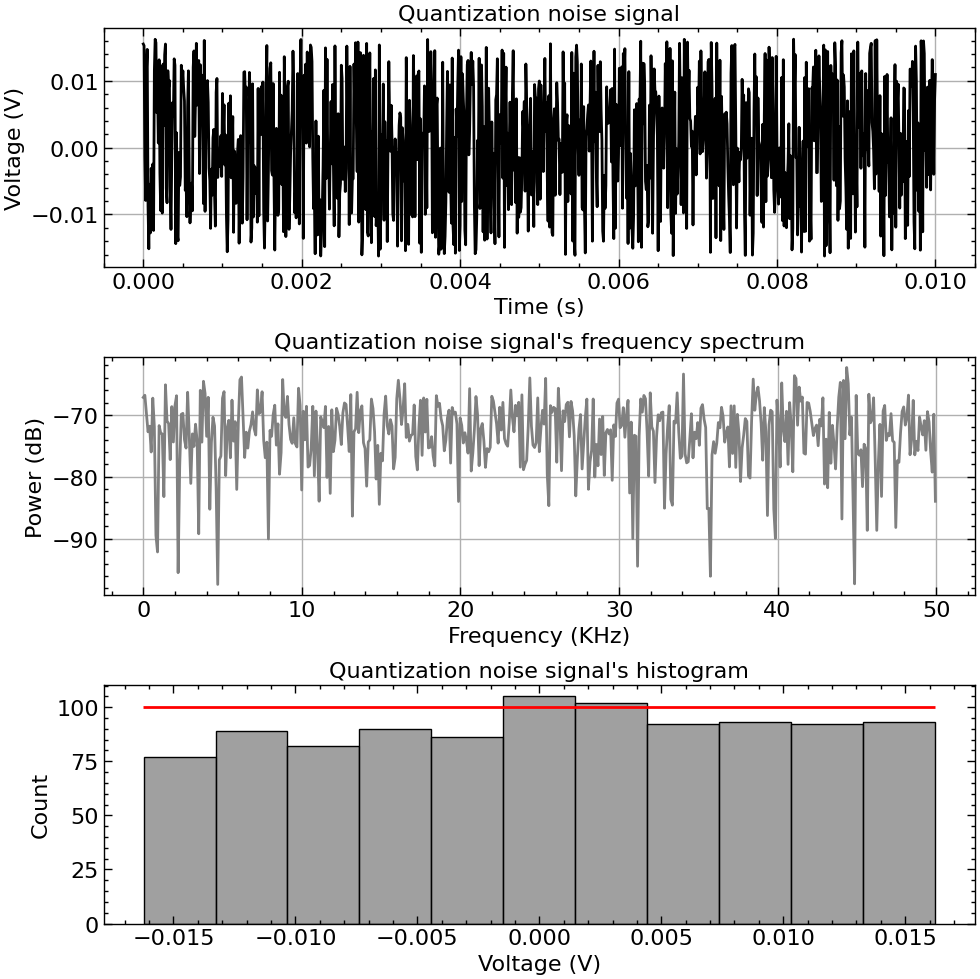 Quantization noise signal
Voltage (V)
0.01
0.00
−0.01
0.000 0.002 0.004 0.006 0.008 0.010
Time (s)
Quantization noise signal's frequency spectrum
Power (dB)
−70
−80
−90
0 10 20 30 40 50
Frequency (KHz)
Quantization noise signal's histogram
Count
100
75
50
25
0
−0.015 −0.010 −0.005 0.000 0.005 0.010 0.015
Voltage (V)